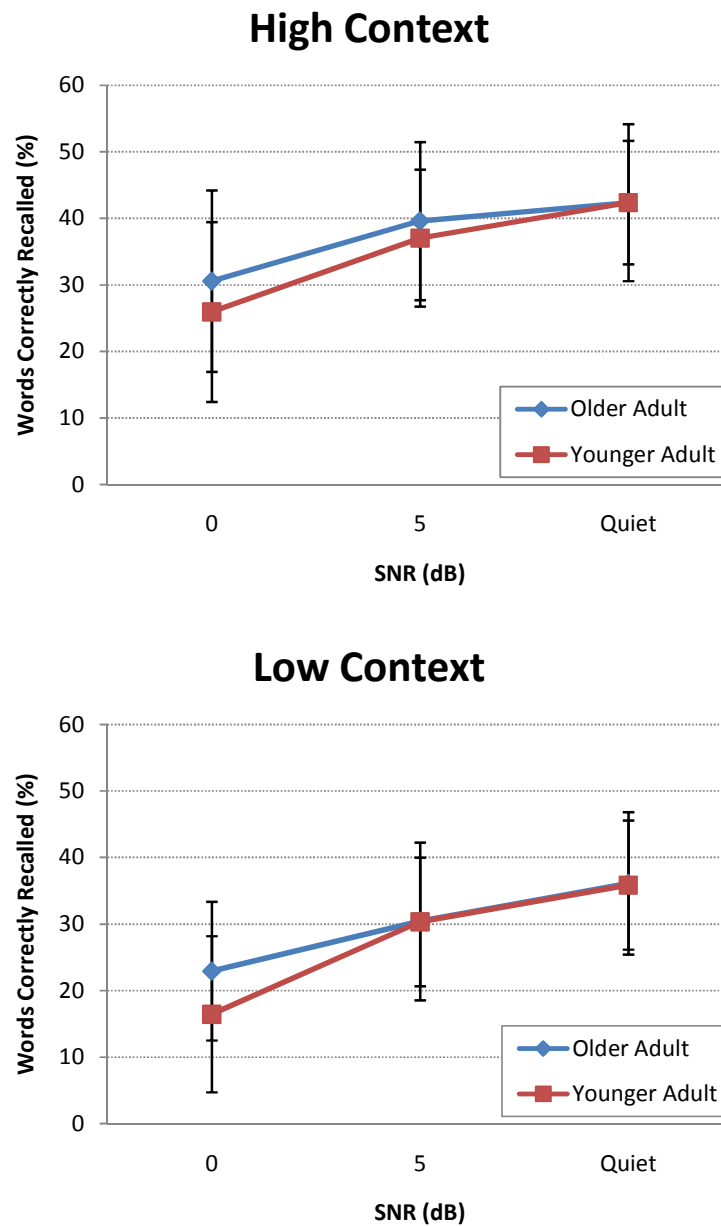 High Context
Words Correctly Recalled (%)
60
50
40
30
20
10
0
Older Adult
Younger Adult
0 5 Quiet
SNR (dB)
Low Context
Words Correctly Recalled (%)
60
50
40
30
20
10
0
Older Adult
Younger Adult
0 5 Quiet
SNR (dB)